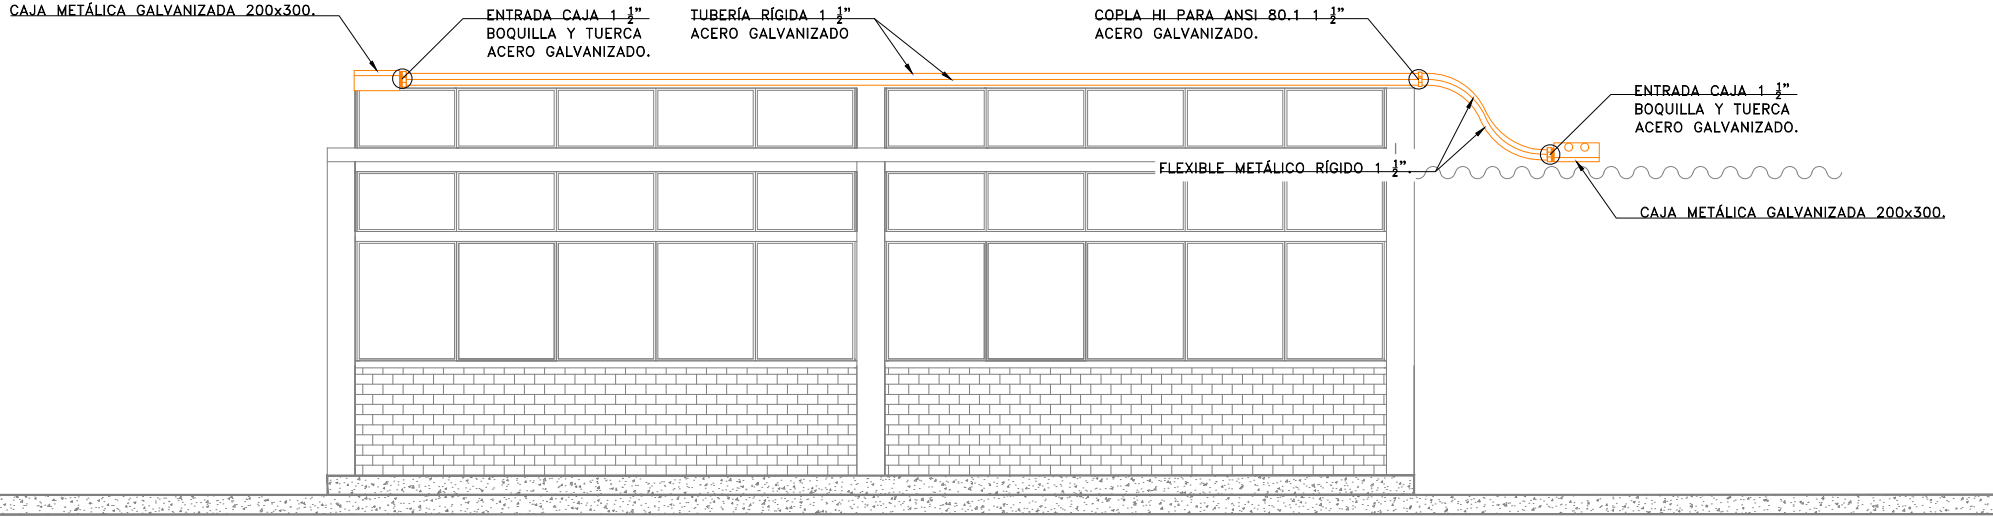 CAJA METÁLICA GALVANIZADA 200x300.
ENTRADA CAJA 1 ½"
BOQUILLA Y TUERCA
ACERO GALVANIZADO.
TUBERÍA RÍGIDA 1 ½"
ACERO GALVANIZADO
COPLA HI PARA ANSI 80.1 1 ½"
ACERO GALVANIZADO.
ENTRADA CAJA 1 ½"
BOQUILLA Y TUERCA
ACERO GALVANIZADO.
FLEXIBLE METÁLICO RÍGIDO 1 ½".
CAJA METÁLICA GALVANIZADA 200x300.